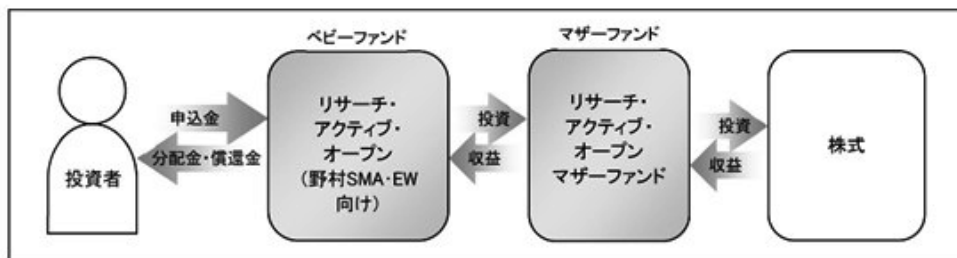 ベビーファンド
マザーファンド
申込金
分配金・償還金
投資者
リサーチ・
アクティブ・
オープン
(野村SMA・EW
向け)
投資
収益
リサーチ・
アクティブ・
オープン
マザーファンド
投資
収益
株式